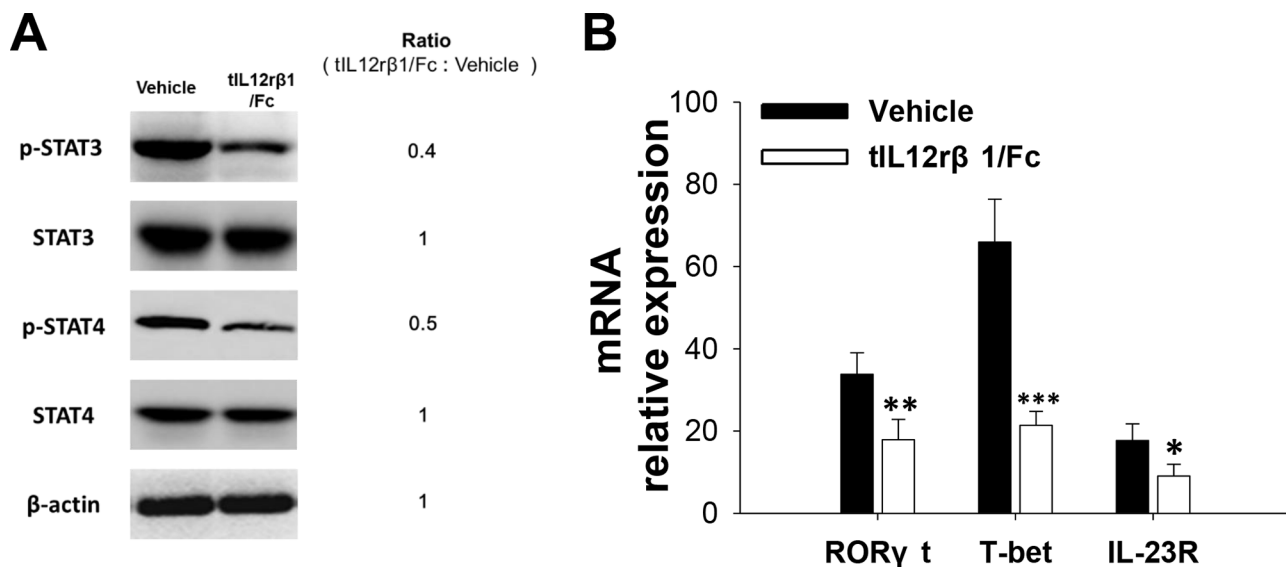 A
Ratio
( tIL12rβ1/Fc : Vehicle )
Vehicle
tIL12rβ1
/Fc
p-STAT3
0.4
STAT3
1
p-STAT4
0.5
STAT4
1
β-actin
1
B
mRNA
relative expression
100
80
60
40
20
0
Vehicle
tIL12rβ 1/Fc
**
***
*
RORγ t
T-bet
IL-23R